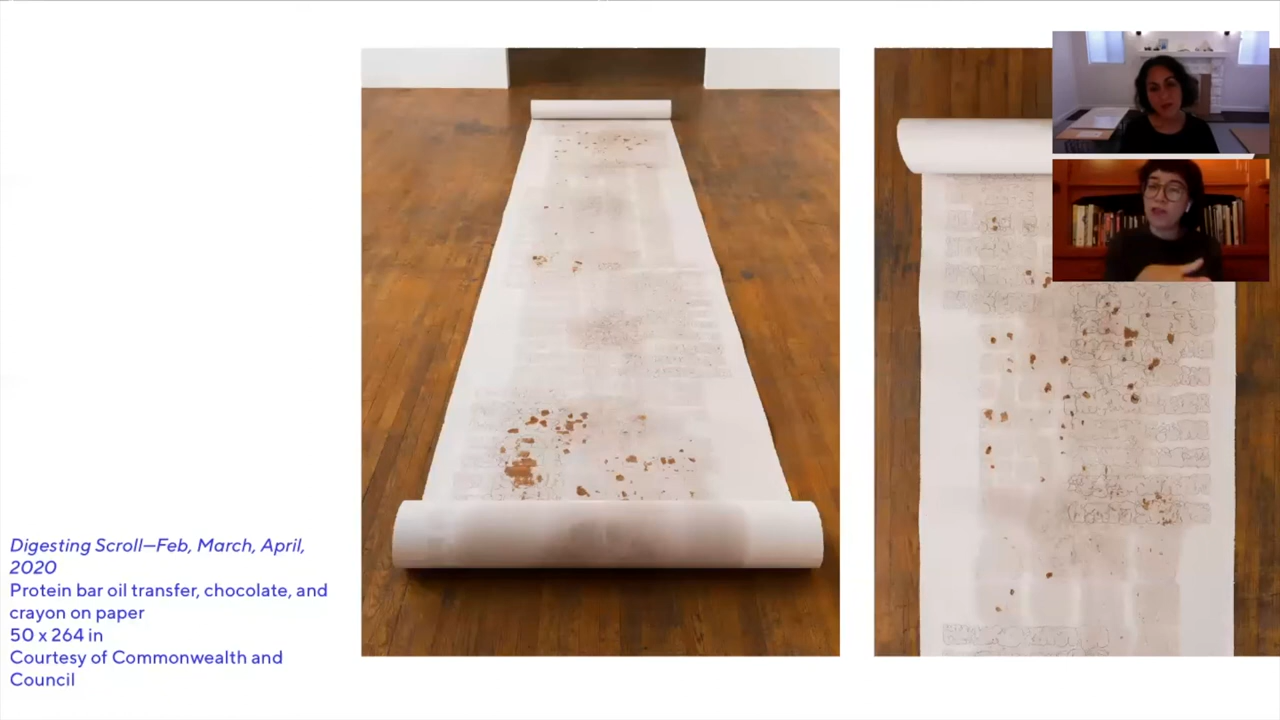 Digesting Scroll—Feb, March, April,
2020
Protein bar oil transfer, chocolate, and
crayon on paper
50 x 264 in
Courtesy of Commonwealth and
Council